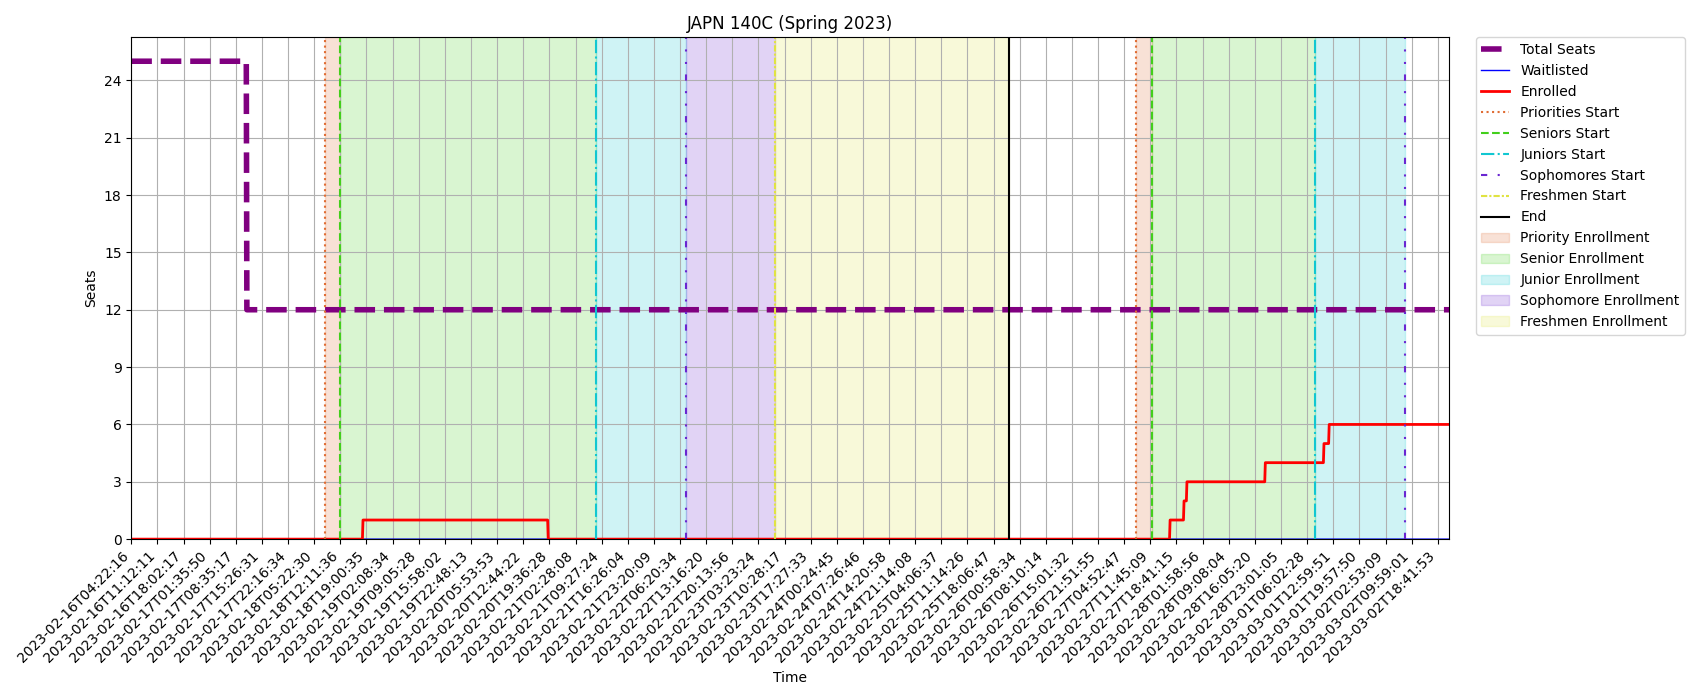 JAPN 140C (Spring 2023)
Seats
24
21
18
15
12
9
6
3
0
2023-02-16T04:22:16
2023-02-16T11:12:11
2023-02-16T18:02:17
2023-02-17T01:35:50
2023-02-17T08:35:17
2023-02-17T15:26:31
2023-02-17T22:16:34
2023-02-18T05:22:30
2023-02-18T12:11:36
2023-02-18T19:00:35
2023-02-19T02:08:34
2023-02-19T09:05:28
2023-02-19T15:58:02
2023-02-19T22:48:13
2023-02-20T05:53:53
2023-02-20T12:44:22
2023-02-20T19:36:28
2023-02-21T02:28:08
2023-02-21T09:27:24
2023-02-21T16:26:04
2023-02-21T23:20:09
2023-02-22T06:20:34
2023-02-22T13:16:20
2023-02-22T20:13:56
2023-02-23T03:23:24
2023-02-23T10:28:17
2023-02-23T17:27:33
2023-02-24T00:24:45
2023-02-24T07:26:46
2023-02-24T14:20:58
2023-02-24T21:14:08
2023-02-25T04:06:37
2023-02-25T11:14:26
2023-02-25T18:06:47
2023-02-26T00:58:34
2023-02-26T08:10:14
2023-02-26T15:01:32
2023-02-26T21:51:55
2023-02-27T04:52:47
2023-02-27T11:45:09
2023-02-27T18:41:15
2023-02-28T01:58:56
2023-02-28T09:08:04
2023-02-28T16:05:20
2023-02-28T23:01:05
2023-03-01T06:02:28
2023-03-01T12:59:51
2023-03-01T19:57:50
2023-03-02T02:53:09
2023-03-02T09:59:01
2023-03-02T18:41:53
Time
Total Seats
Waitlisted
Enrolled
Priorities Start
Seniors Start
Juniors Start
Sophomores Start
Freshmen Start
End
Priority Enrollment
Senior Enrollment
Junior Enrollment
Sophomore Enrollment
Freshmen Enrollment